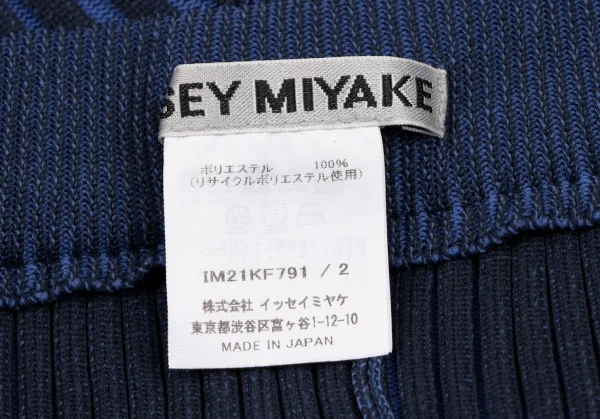 SEY MIYAKE
ポリエステル 100%
(リサイクルポリエステル使用)
IM21KF791 / 2
株式会社 イッセイミヤケ
東京都渋谷区富ヶ谷1-12-10
MADE IN JAPAN